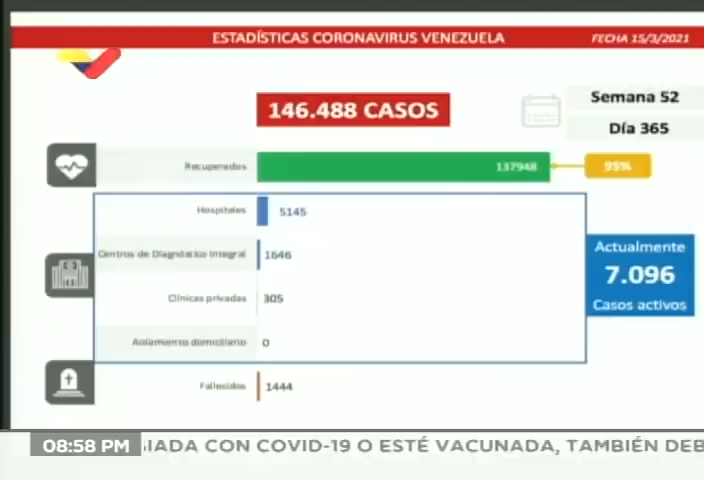 ESTADÍSTICAS CORONAVIRUS VENEZUELA
FECHA 15/3/2021
146.488 CASOS
Semana 52
Día 365
Recuperados 137948 95%
Hospitales 5145
Centros de Diagnóstico Integral 1646
Clínicas privadas 305
Aislamiento domiciliario 0
Actualmente
7.096
Casos activos
Fallecidos 1444
08:58 PM IADA CON COVID-19 O ESTÉ VACUNADA, TAMBIÉN DEB